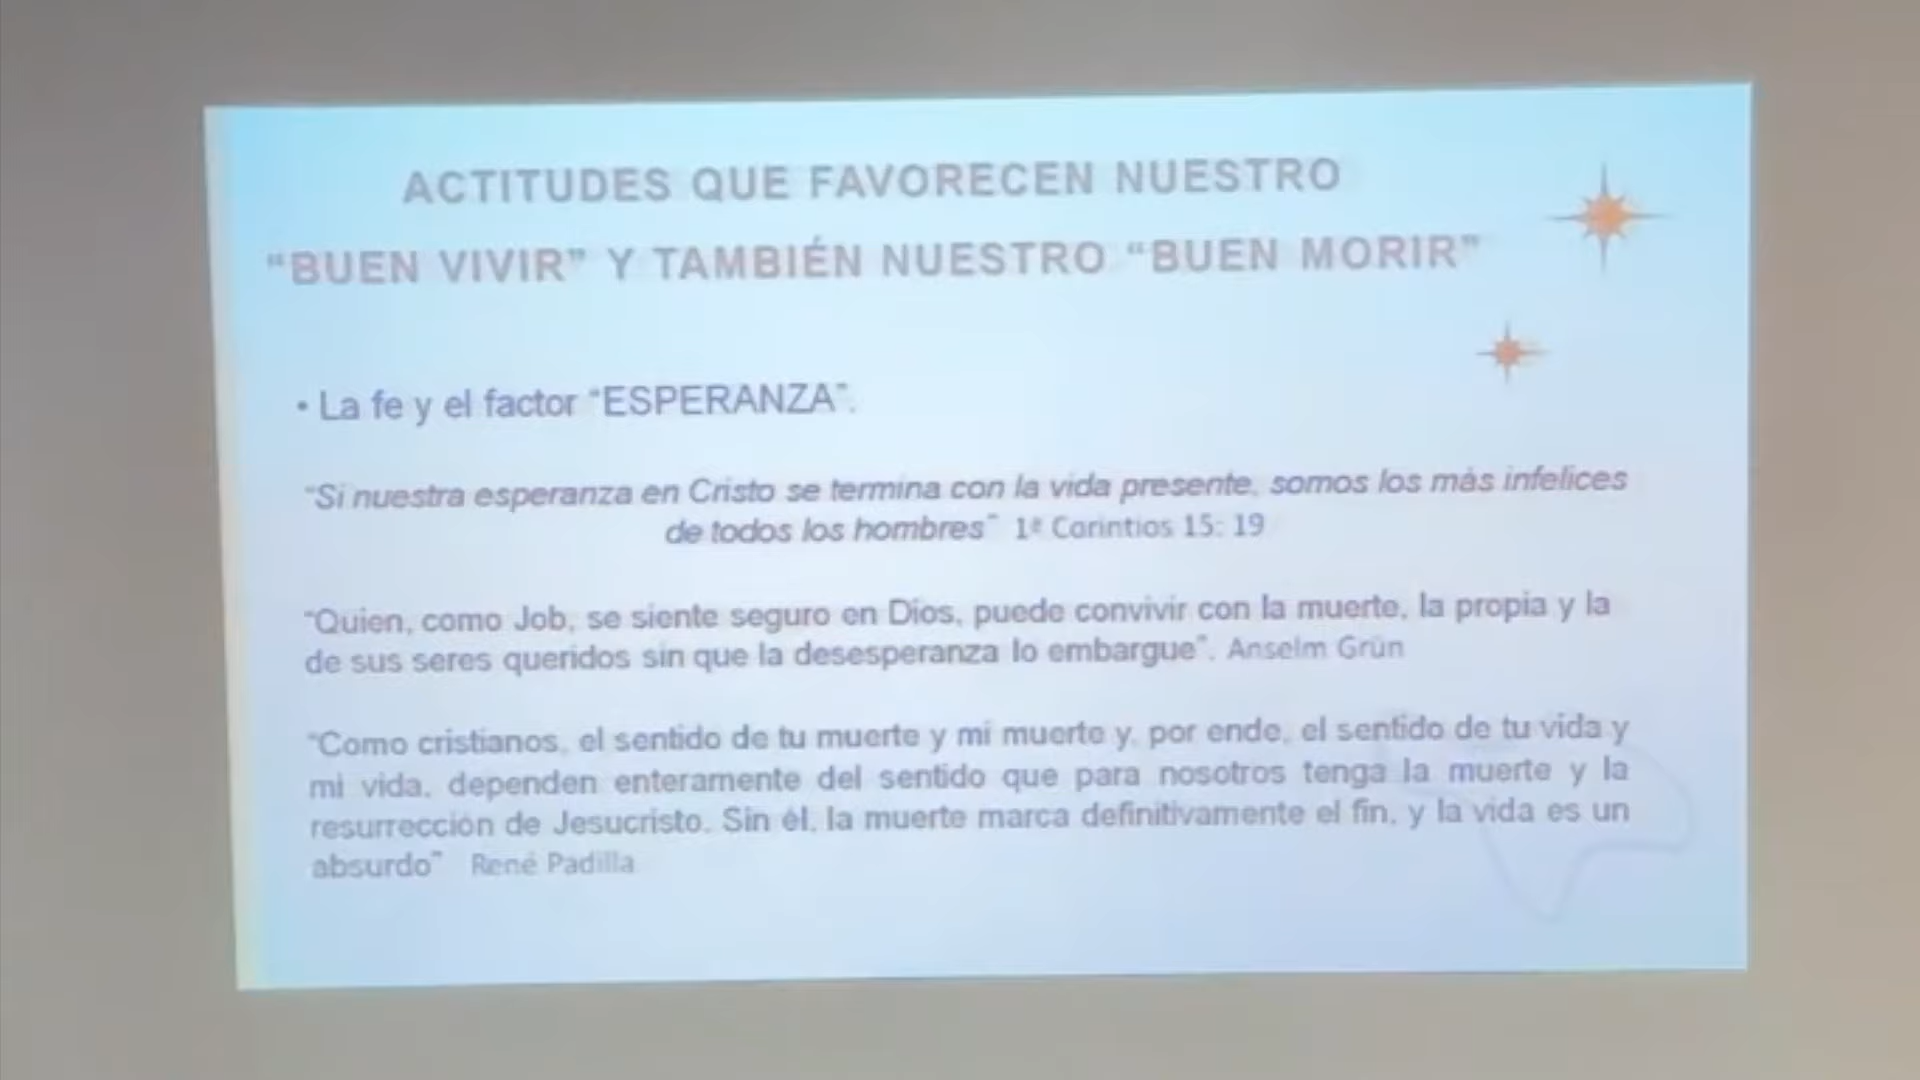 ACTITUDES QUE FAVORECEN NUESTRO
“BUEN VIVIR” Y TAMBIÉN NUESTRO “BUEN MORIR”
• La fe y el factor “ESPERANZA”.
“Si nuestra esperanza en Cristo se termina con la vida presente, somos los más infelices
de todos los hombres” 1ª Corintios 15: 19
“Quien, como Job, se siente seguro en Dios, puede convivir con la muerte, la propia y la
de sus seres queridos sin que la desesperanza lo embargue”. Anselm Grün
“Como cristianos, el sentido de tu muerte y mi muerte y, por ende, el sentido de tu vida y
mi vida, dependen enteramente del sentido que para nosotros tenga la muerte y la
resurrección de Jesucristo. Sin él, la muerte marca definitivamente el fin, y la vida es un
absurdo” René Padilla